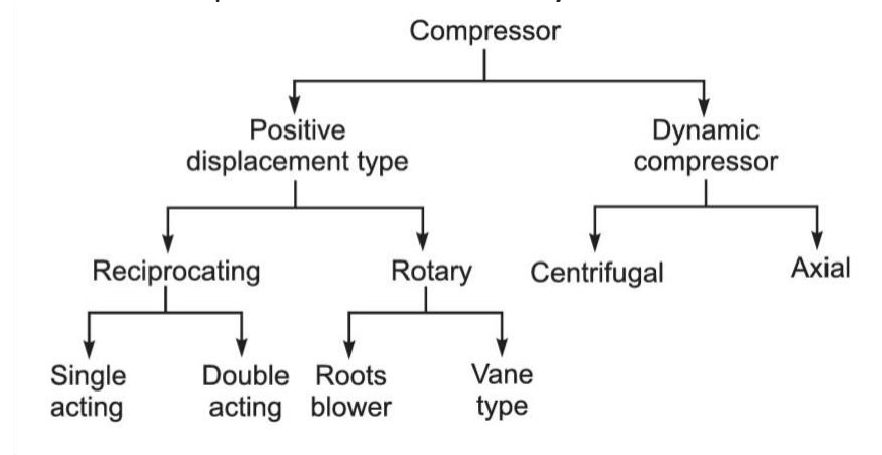 Compressor
Positive
displacement type
Dynamic
compressor
Reciprocating
Rotary
Centrifugal
Axial
Single
acting
Double
acting
Roots
blower
Vane
type